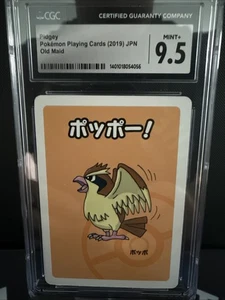 CGC
CERTIFIED GUARANTY COMPANY
Pidgey
Pokémon Playing Cards (2019) JPN
Old Maid
MINT+
9.5
1401018054056
ポッポー!
ポッポ